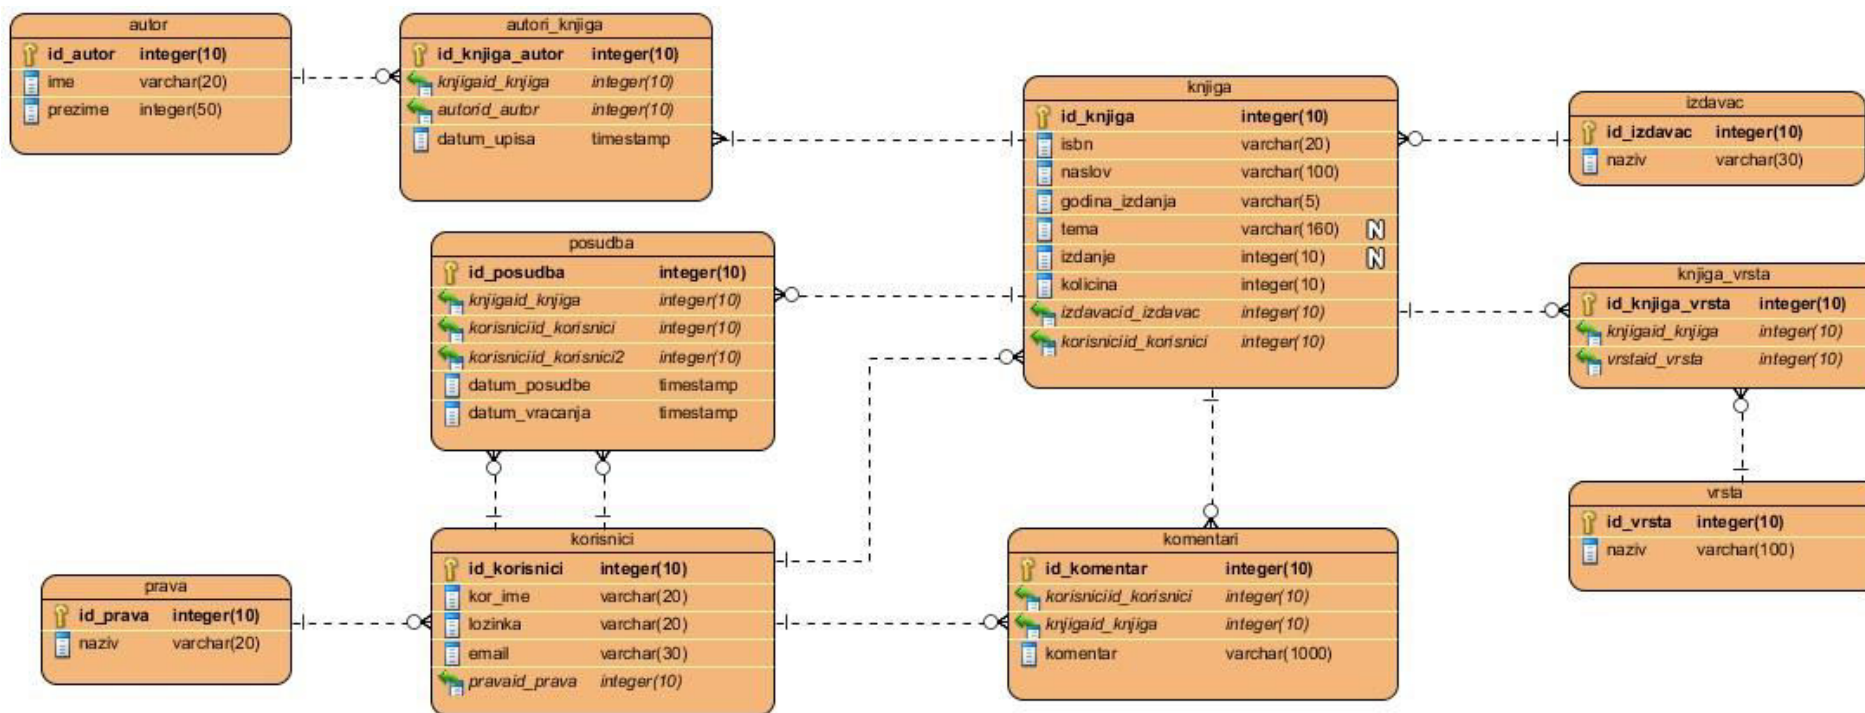 autor
id_autor integer(10)
ime varchar(20)
prezime integer(50)
autori_knjiga
id_knjiga_autor integer(10)
knjigaid_knjiga integer(10)
autorid_autor integer(10)
datum_upisa timestamp
knjiga
id_knjiga integer(10)
isbn varchar(20)
naslov varchar(100)
godina_izdanja varchar(5)
tema varchar(160) N
izdanje integer(10) N
kolicina integer(10)
izdavacid_izdavac integer(10)
korisniciid_korisnici integer(10)
izdavac
id_izdavac integer(10)
naziv varchar(30)
posudba
id_posudba integer(10)
knjigaid_knjiga integer(10)
korisniciid_korisnici integer(10)
korisniciid_korisnici2 integer(10)
datum_posudbe timestamp
datum_vracanja timestamp
knjiga_vrsta
id_knjiga_vrsta integer(10)
knjigaid_knjiga integer(10)
vrstaid_vrsta integer(10)
vrsta
id_vrsta integer(10)
naziv varchar(100)
prava
id_prava integer(10)
naziv varchar(20)
korisnici
id_korisnici integer(10)
kor_ime varchar(20)
lozinka varchar(20)
email varchar(30)
pravaid_prava integer(10)
komentari
id_komentar integer(10)
korisniciid_korisnici integer(10)
knjigaid_knjiga integer(10)
komentar varchar(1000)